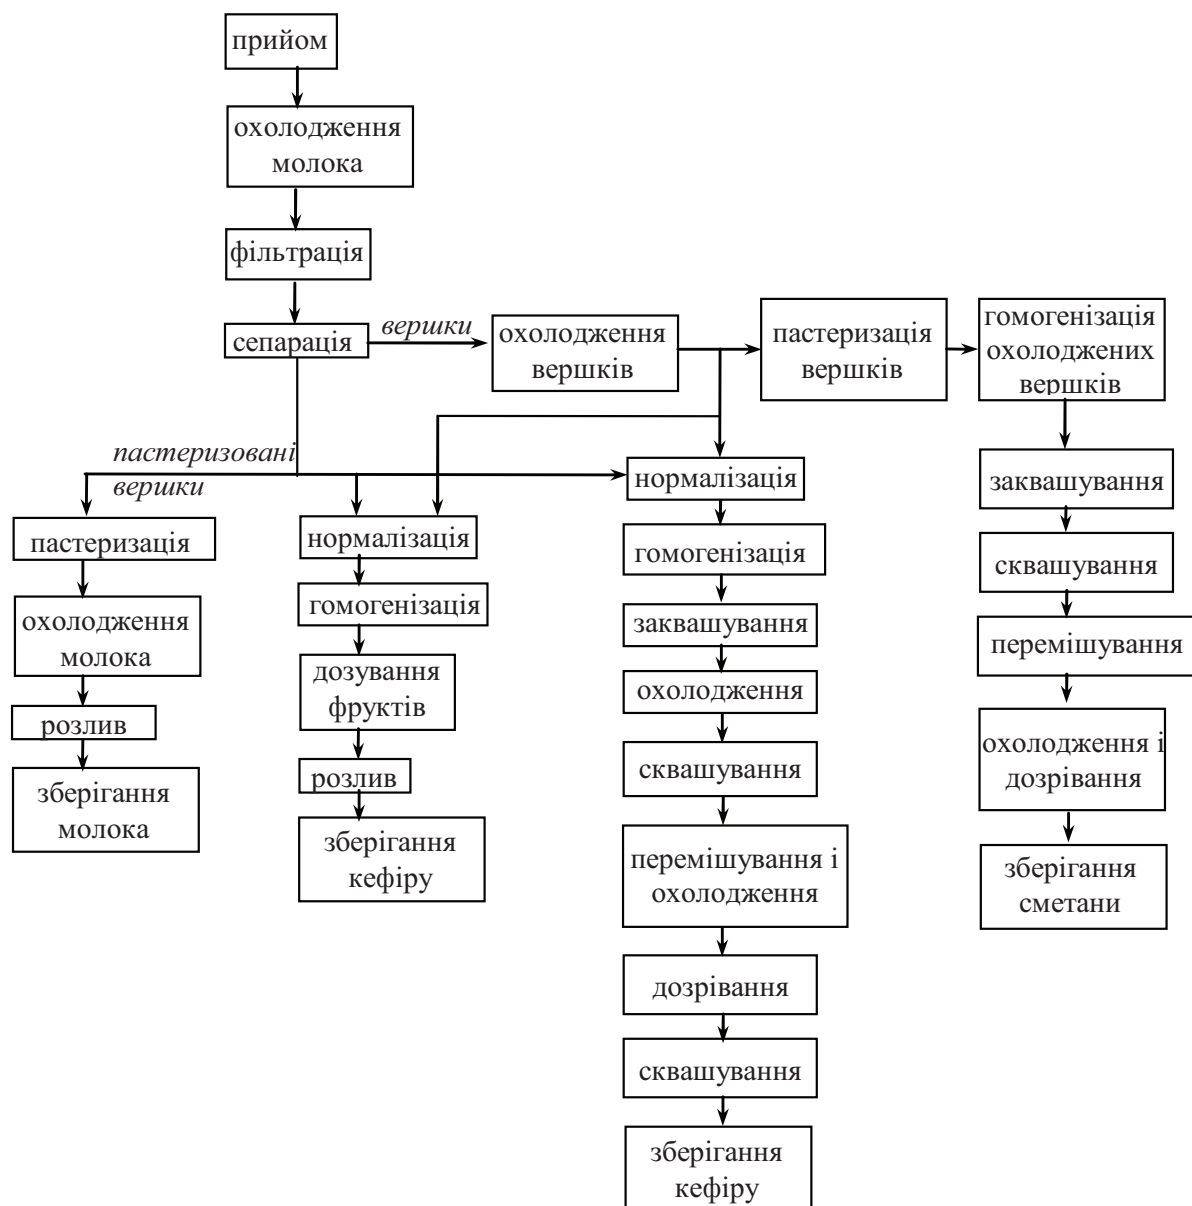 прийом
охолодження
молока
фільтрація
сепарація
вершки
охолодження
вершків
пастеризація
вершків
гомогенізація
охолоджених
вершків
пастеризовані
вершки
пастеризація
охолодження
молока
розлив
зберігання
молока
нормалізація
гомогенізація
дозування
фруктів
розлив
зберігання
кефіру
нормалізація
гомогенізація
заквашування
охолодження
сквашування
перемішування і
охолодження
дозрівання
сквашування
зберігання
кефіру
заквашування
сквашування
перемішування
охолодження і
дозрівання
зберігання
сметани